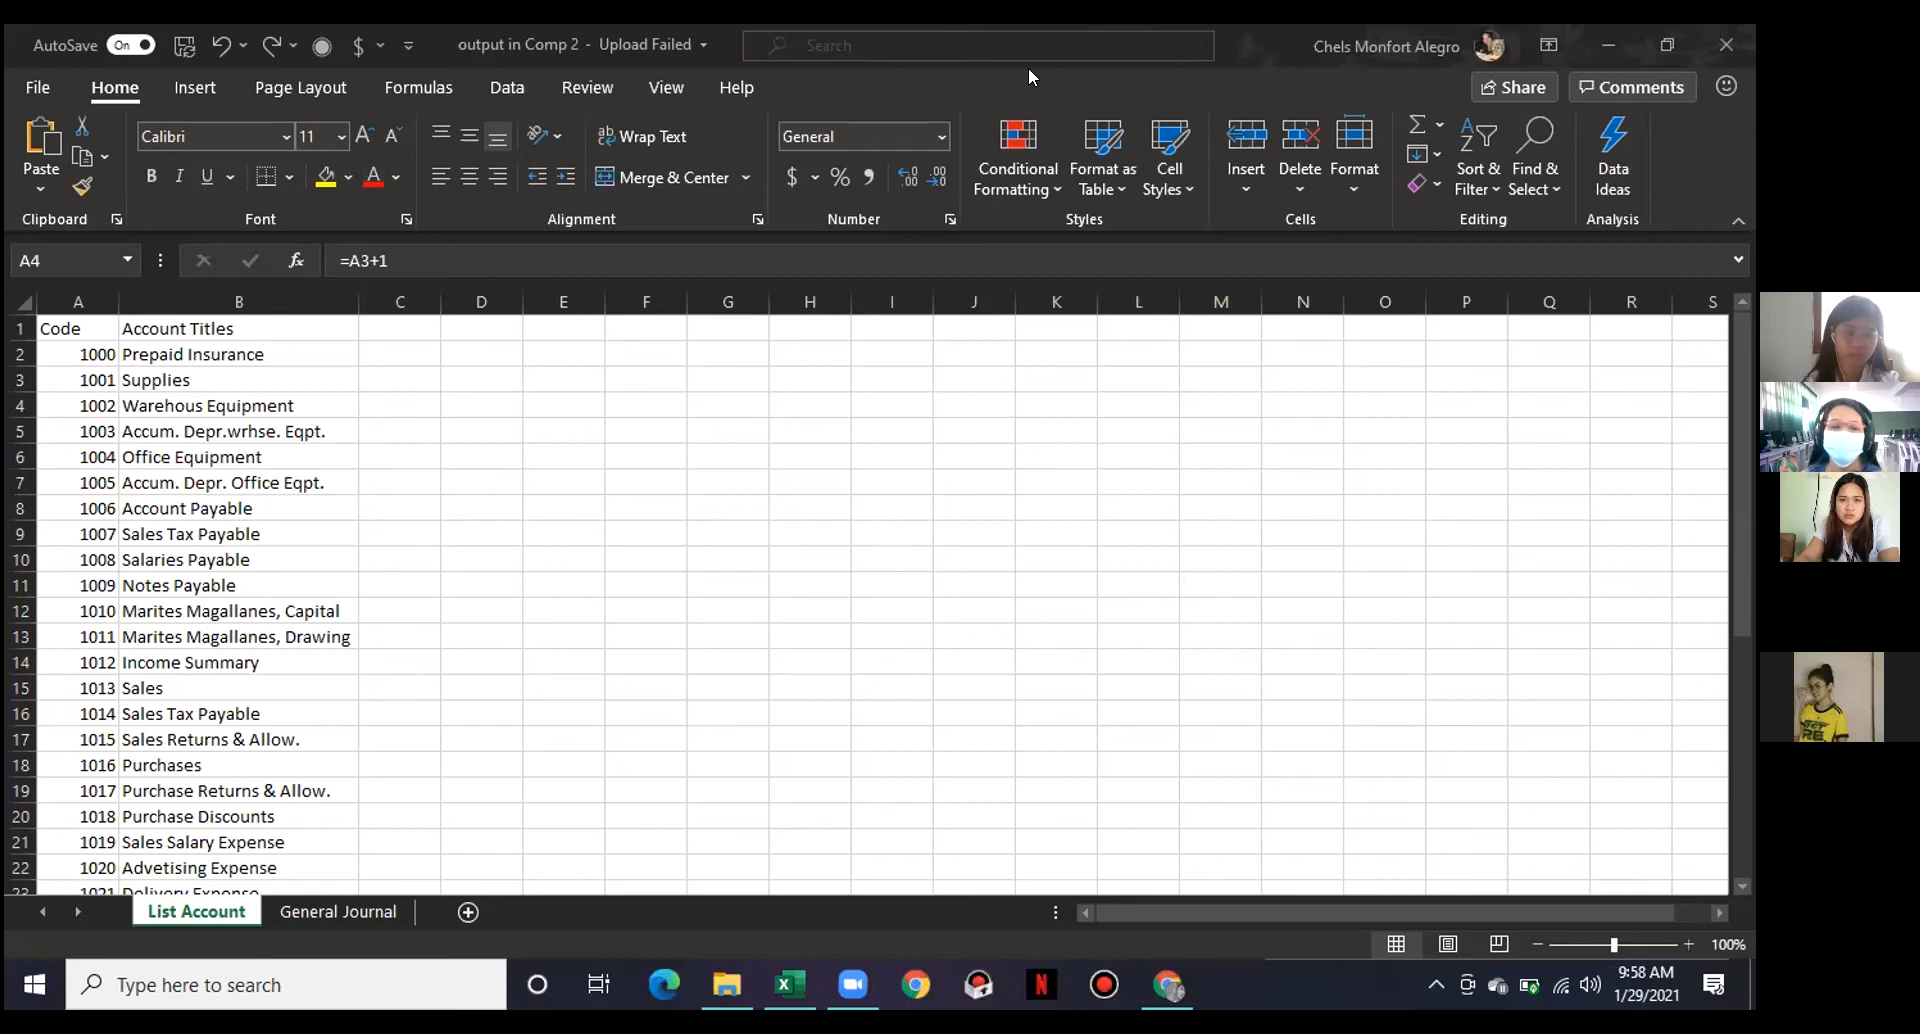 AutoSave On
output in Comp 2 - Upload Failed
Search
Chels Monfort Alegro
File Home Insert Page Layout Formulas Data Review View Help
Share Comments
Paste
Clipboard
Calibri 11
B I U A
Font
Wrap Text
Merge & Center
Alignment
General
$ % 9
Number
Conditional Formatting
Format as Table
Cell Styles
Styles
Insert Delete Format
Cells
Sort & Filter
Find & Select
Editing
Data Ideas
Analysis
A4 fx =A3+1
A B C D E F G H I J K L M N O P Q R S
1 Code Account Titles
2 1000 Prepaid Insurance
3 1001 Supplies
4 1002 Warehous Equipment
5 1003 Accum. Depr.wrhse. Eqpt.
6 1004 Office Equipment
7 1005 Accum. Depr. Office Eqpt.
8 1006 Account Payable
9 1007 Sales Tax Payable
10 1008 Salaries Payable
11 1009 Notes Payable
12 1010 Marites Magallanes, Capital
13 1011 Marites Magallanes, Drawing
14 1012 Income Summary
15 1013 Sales
16 1014 Sales Tax Payable
17 1015 Sales Returns & Allow.
18 1016 Purchases
19 1017 Purchase Returns & Allow.
20 1018 Purchase Discounts
21 1019 Sales Salary Expense
22 1020 Advetising Expense
23 1021 Delivery Expense
List Account General Journal
100%
Type here to search
9:58 AM
1/29/2021